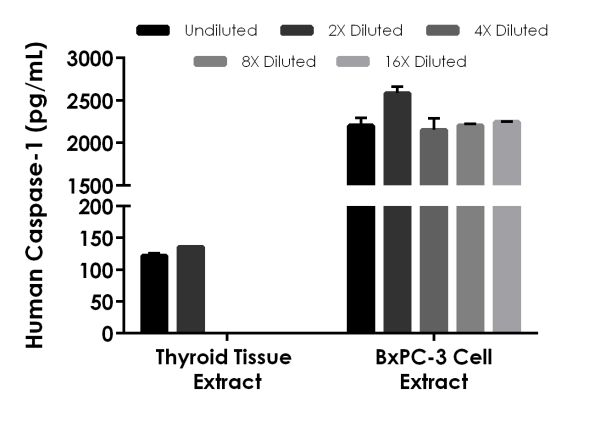 Undiluted 2X Diluted 4X Diluted
8X Diluted 16X Diluted
Human Caspase-1 (pg/mL)
3000
2500
2000
1500
200
150
100
50
0
Thyroid Tissue
Extract
BxPC-3 Cell
Extract